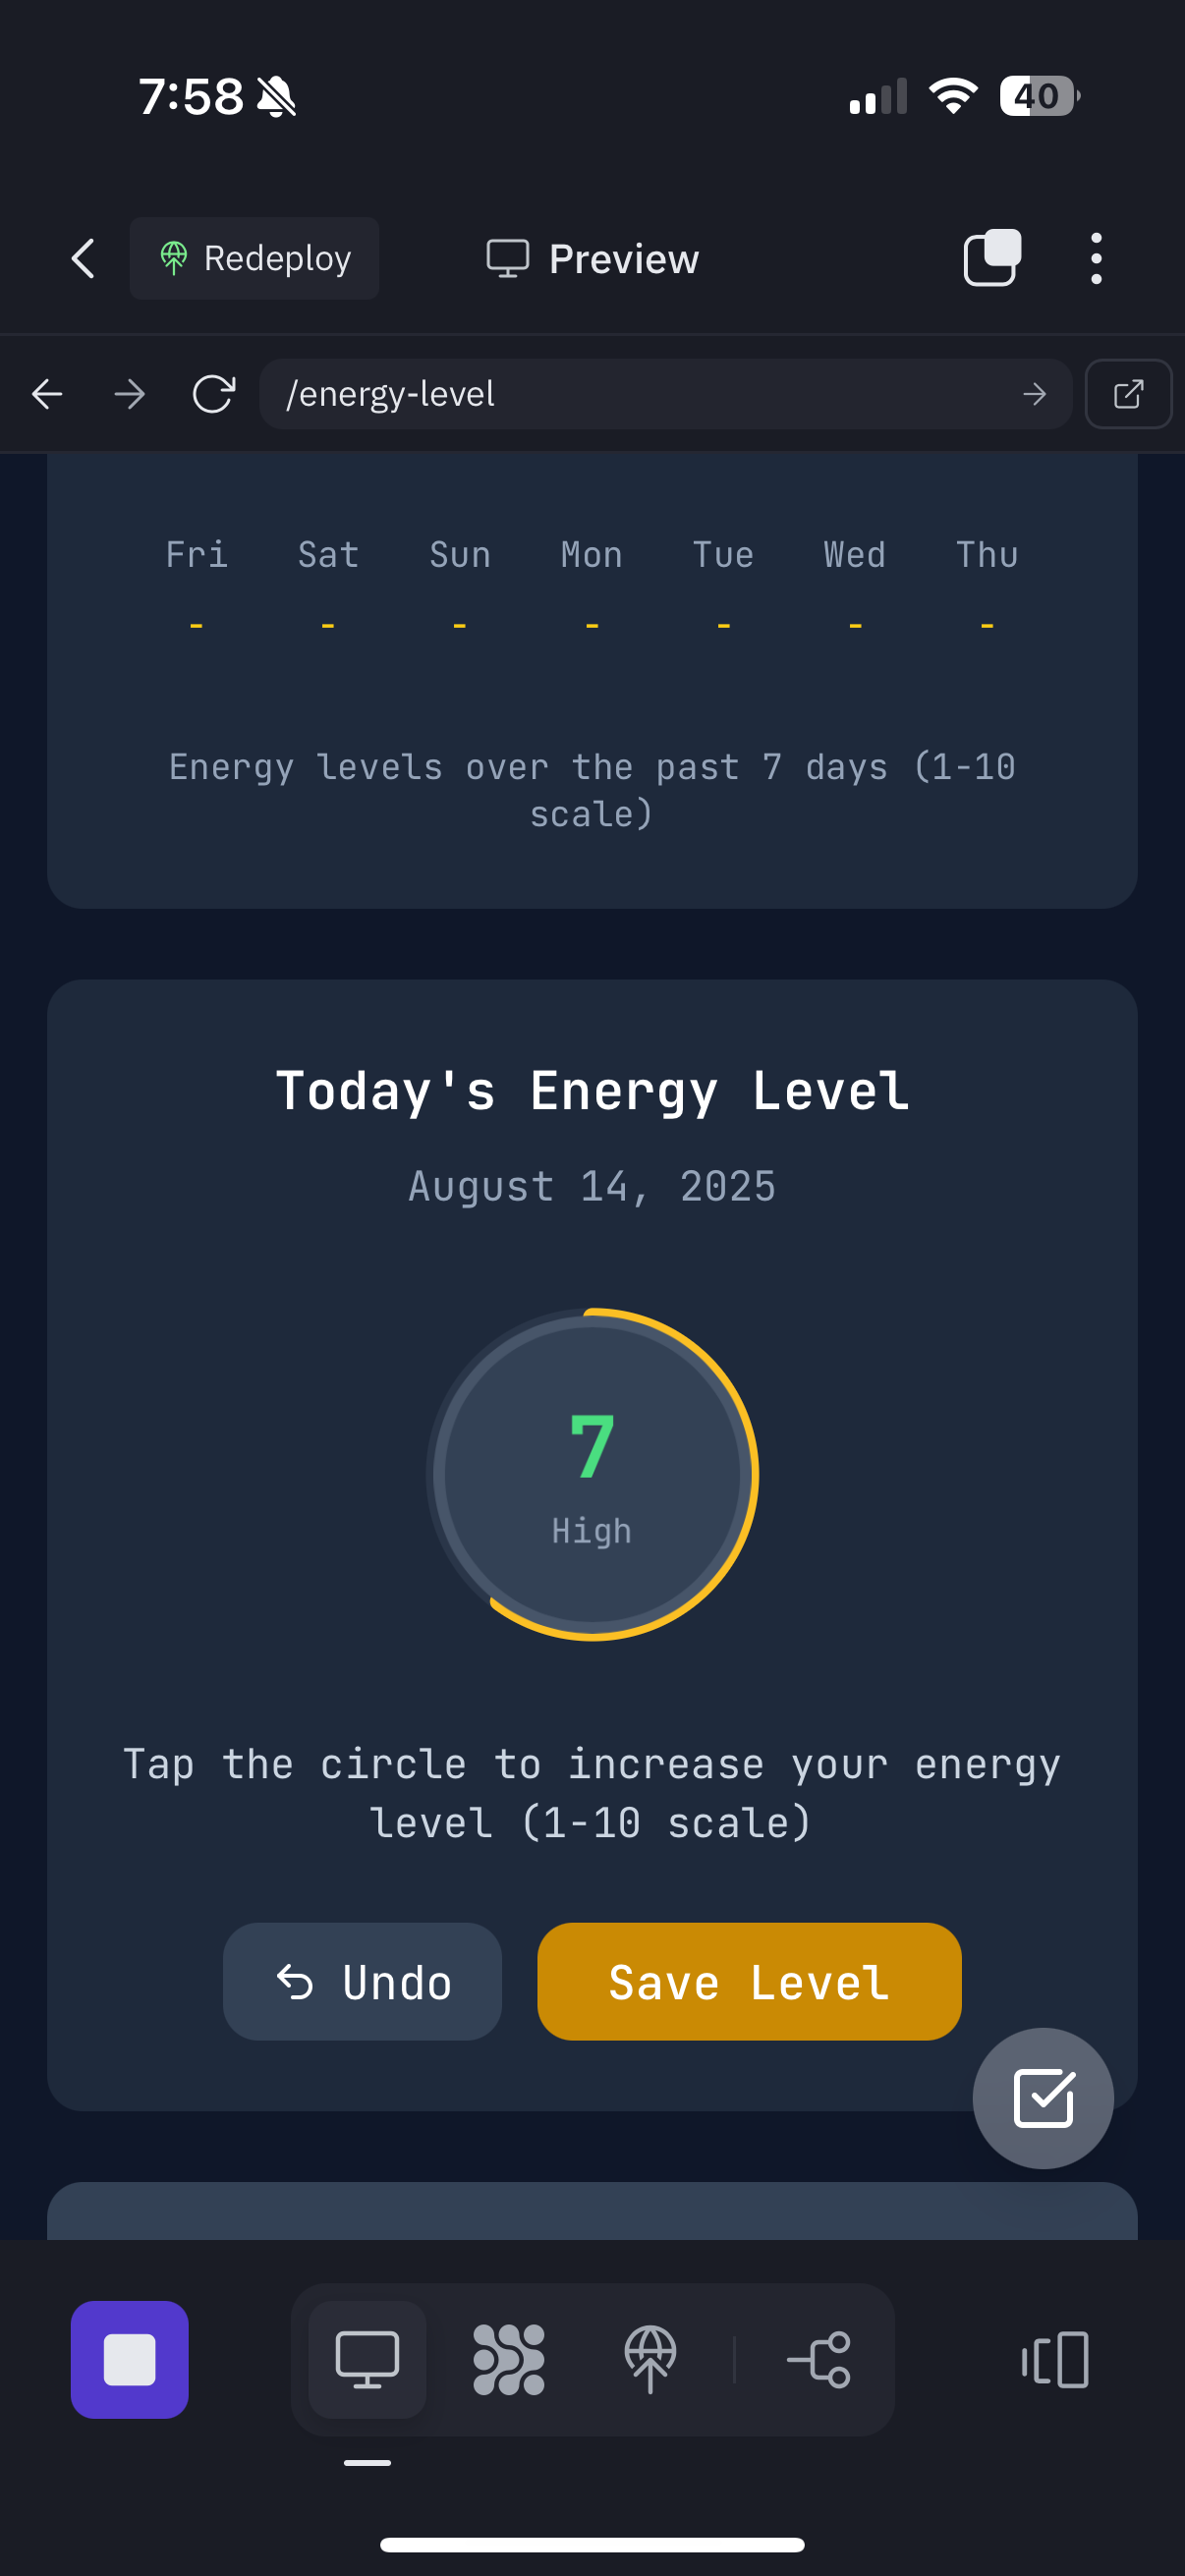 7:58
40
Redeploy
Preview
/energy-level
Fri Sat Sun Mon Tue Wed Thu
- - - - - - -
Energy levels over the past 7 days (1-10
scale)
Today's Energy Level
August 14, 2025
7
High
Tap the circle to increase your energy
level (1-10 scale)
Undo
Save Level